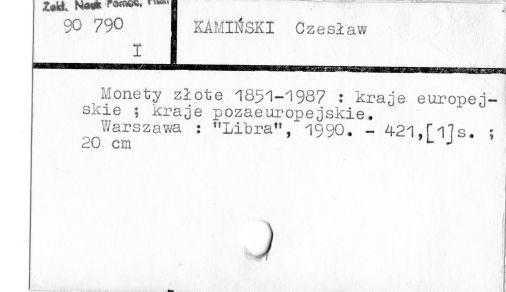 Zakł. Nauk Pomoc.
90 790
I
KAMIŃSKI Czesław
Monety złote 1851-1987 : kraje europej-
skie ; kraje pozaeuropejskie.
Warszawa : "Libra", 1990. - 421,[1]s. ;
20 cm